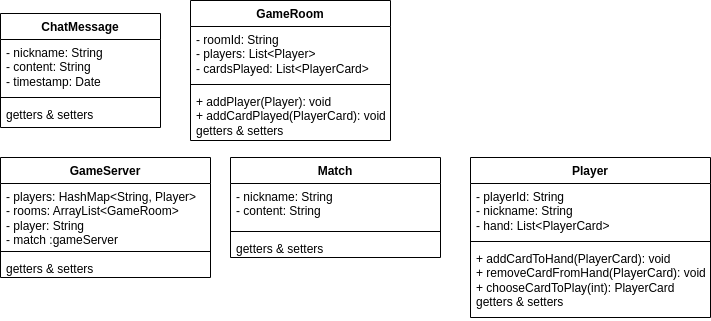 ChatMessage
- nickname: String
- content: String
- timestamp: Date
getters & setters
GameRoom
- roomId: String
- players: List<Player>
- cardsPlayed: List<PlayerCard>
+ addPlayer(Player): void
+ addCardPlayed(PlayerCard): void
getters & setters
GameServer
- players: HashMap<String, Player>
- rooms: ArrayList<GameRoom>
- player: String
- match :gameServer
getters & setters
Match
- nickname: String
- content: String
getters & setters
Player
- playerId: String
- nickname: String
- hand: List<PlayerCard>
+ addCardToHand(PlayerCard): void
+ removeCardFromHand(PlayerCard): void
+ chooseCardToPlay(int): PlayerCard
getters & setters